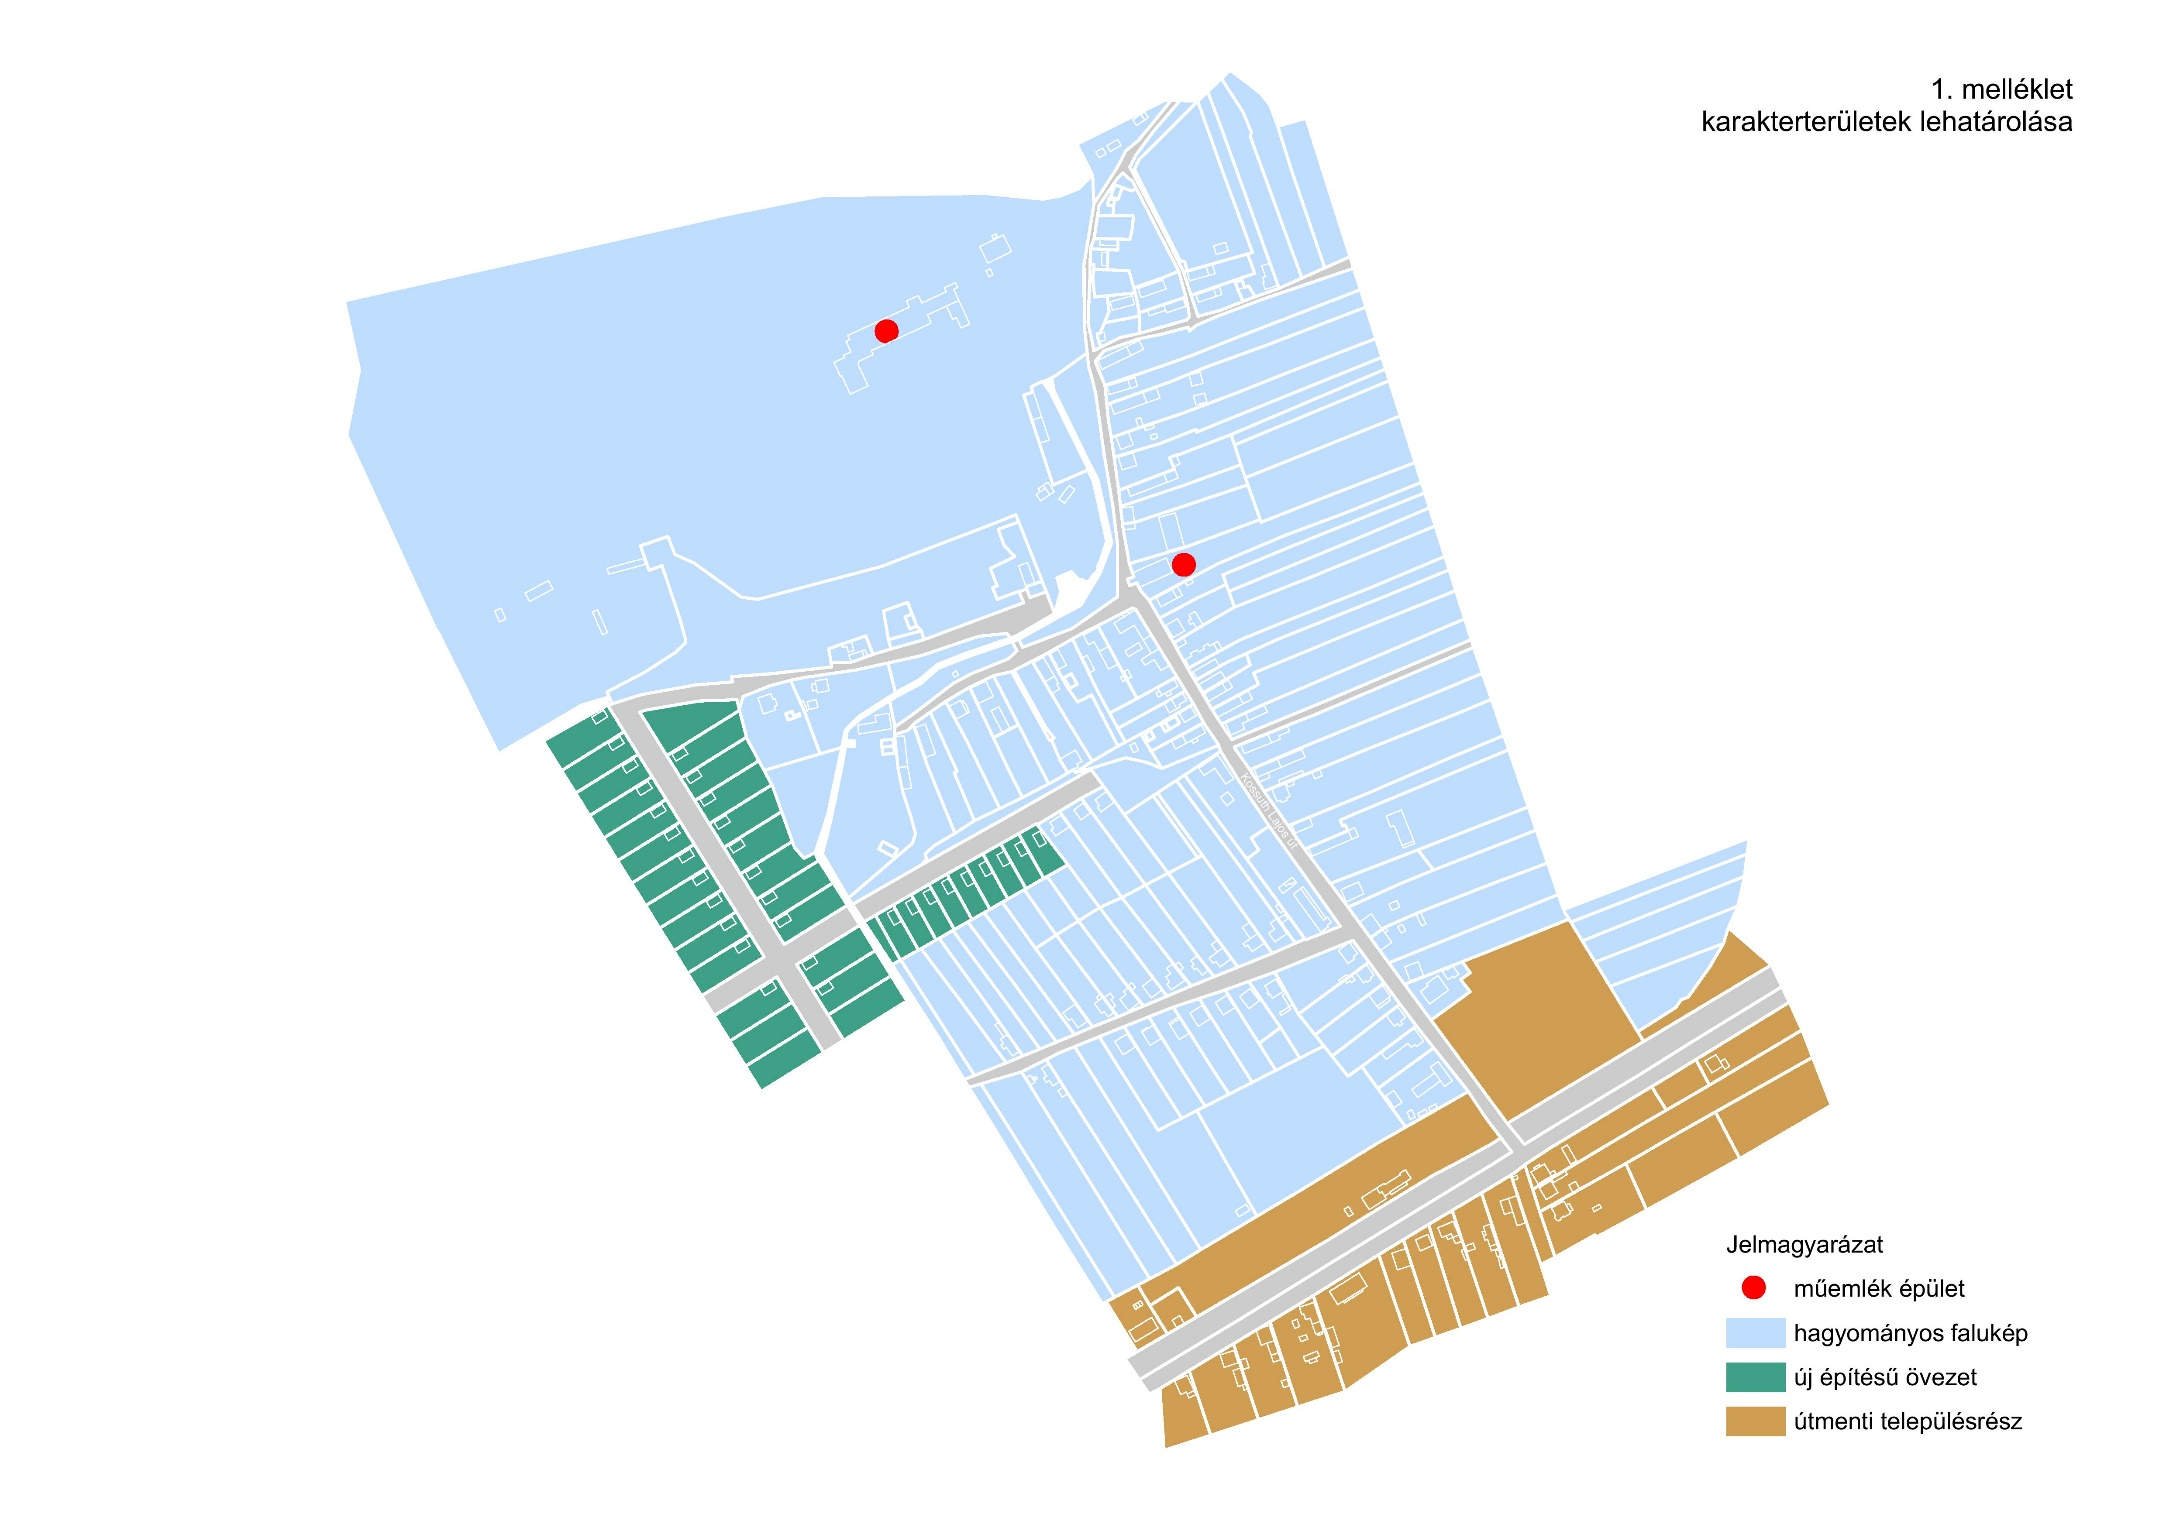 1. melléklet
karakterterületek lehatárolása
Kossuth Lajos út
Jelmagyarázat
műemlék épület
hagyományos falukép
új építésű övezet
útmenti településrész